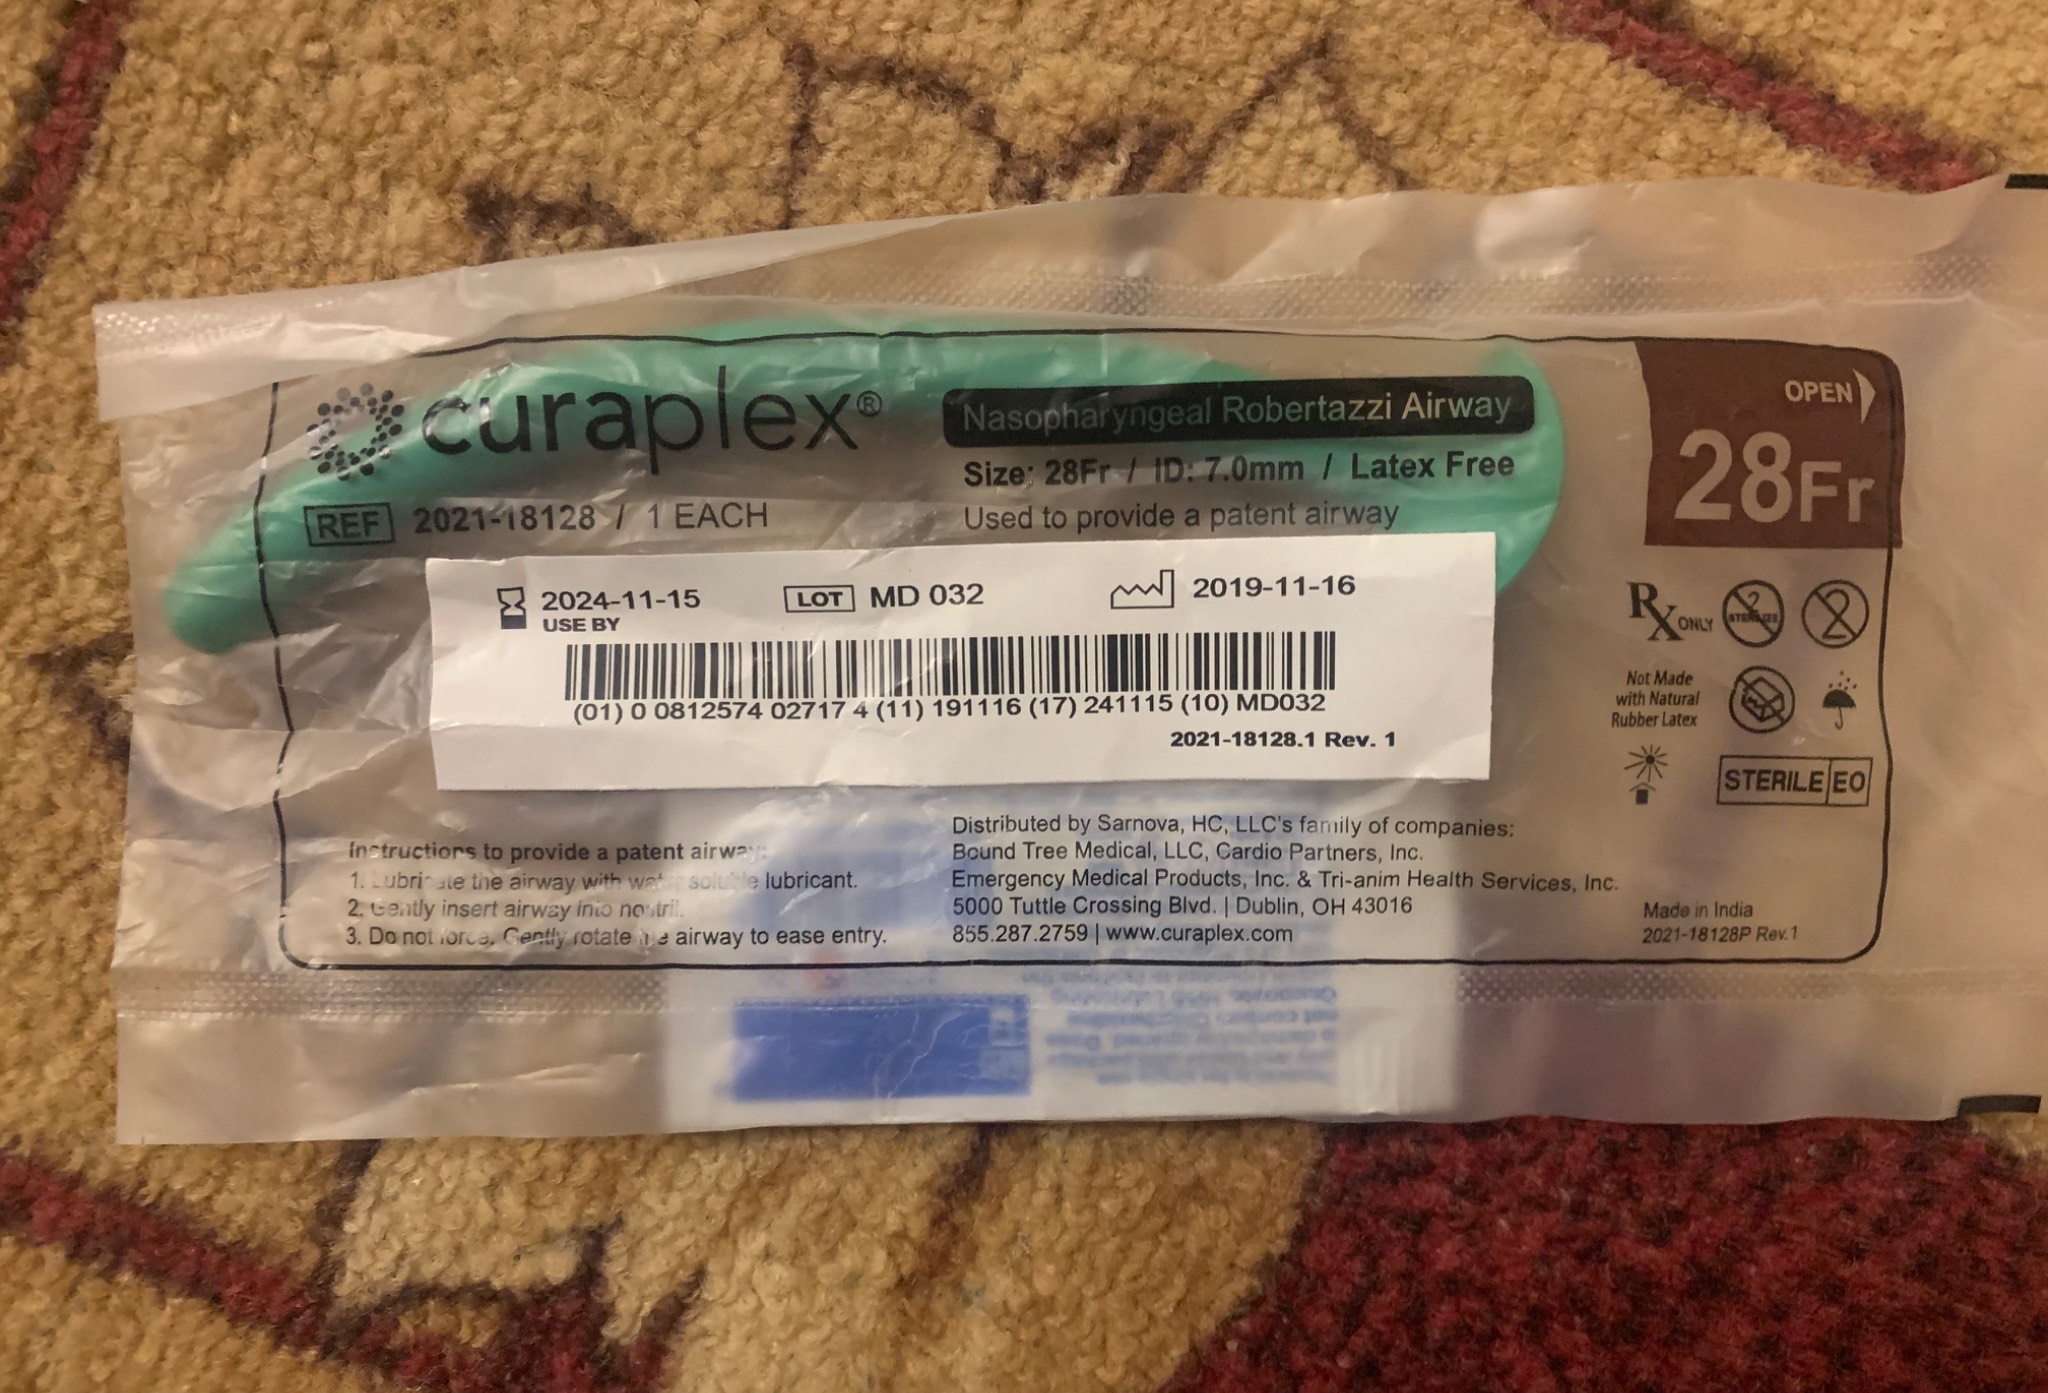 curaplex®
Nasopharyngeal Robertazzi Airway
Size: 28Fr / ID: 7.0mm / Latex Free
REF 2021-18128 / 1 EACH
Used to provide a patent airway
OPEN
28Fr
2024-11-15
USE BY
LOT MD 032
2019-11-16
(01) 0 0812574 02717 4 (11) 191116 (17) 241115 (10) MD032
2021-18128.1 Rev. 1
Rx ONLY
2
STERILIZE
2
Not Made
with Natural
Rubber Latex
STERILE EO
Instructions to provide a patent airway:
1. Lubricate the airway with water soluble lubricant.
2. Gently insert airway into nostril.
3. Do not force. Gently rotate the airway to ease entry.
Distributed by Sarnova, HC, LLC's family of companies:
Bound Tree Medical, LLC, Cardio Partners, Inc.
Emergency Medical Products, Inc. & Tri-anim Health Services, Inc.
5000 Tuttle Crossing Blvd. | Dublin, OH 43016
855.287.2759 | www.curaplex.com
Made in India
2021-18128P Rev.1